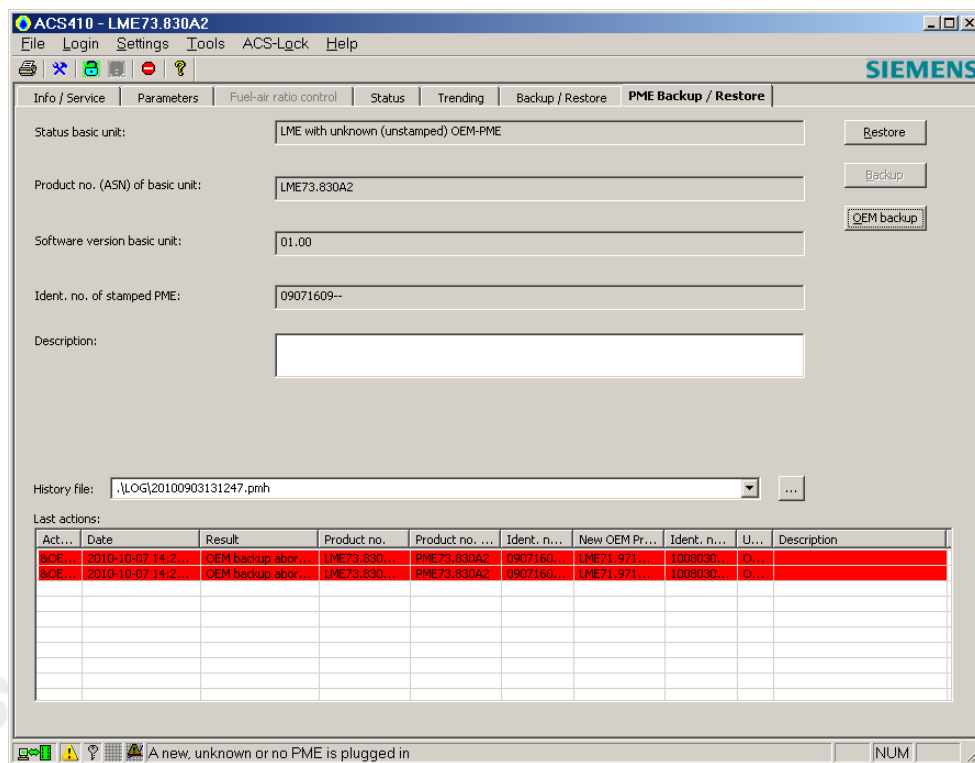 ACS410 - LME73.830A2
File Login Settings Tools ACS-Lock Help
SIEMENS
Info / Service Parameters Fuel-air ratio control Status Trending Backup / Restore PME Backup / Restore
Status basic unit: LME with unknown (unstamped) OEM-PME Restore
Product no. (ASN) of basic unit: LME73.830A2 Backup
OEM backup
Software version basic unit: 01.00
Ident. no. of stamped PME: 09071609--
Description:
History file: .\LOG\20100903131247.pmh ...
Last actions:
Act... Date Result Product no. Product no. ... Ident. n... New OEM Pr... Ident. n... U... Description
&OE... 2010-10-07 14:2... OEM backup abor... LME73.830... PME73.830A2 0907160... LME71.971... 1008030... O...
&OE... 2010-10-07 14:2... OEM backup abor... LME73.830... PME73.830A2 0907160... LME71.971... 1008030... O...
A new, unknown or no PME is plugged in NUM